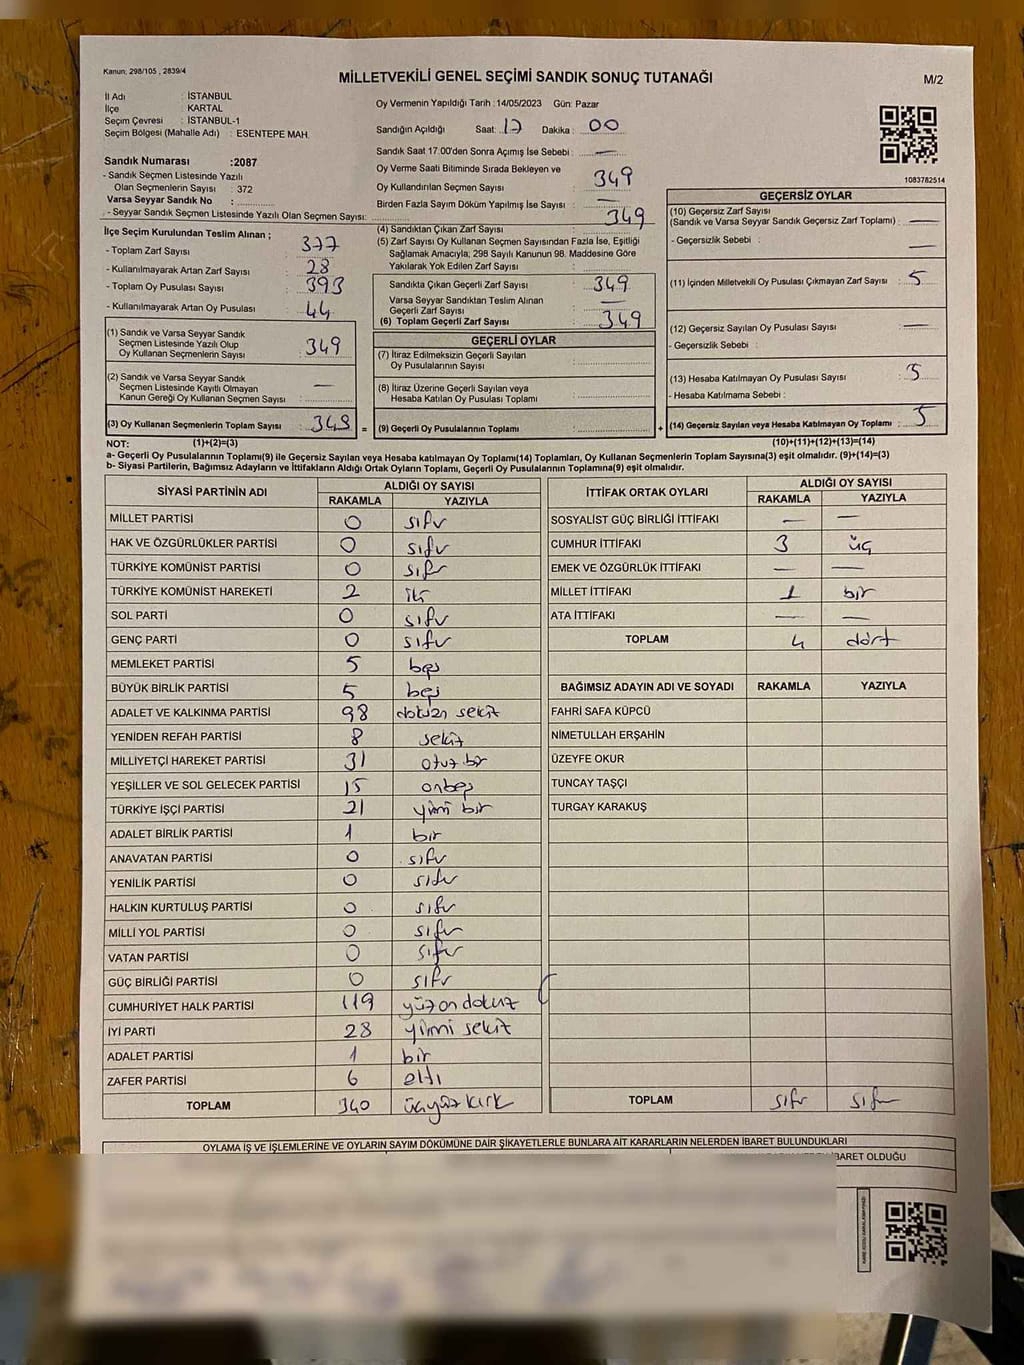 Kanun; 298/105 , 2839/4
MİLLETVEKİLİ GENEL SEÇİMİ SANDIK SONUÇ TUTANAĞI
M/2
İl Adı : İSTANBUL
İlçe : KARTAL
Seçim Çevresi : İSTANBUL-1
Seçim Bölgesi (Mahalle Adı) : ESENTEPE MAH.
Sandık Numarası :2087
- Sandık Seçmen Listesinde Yazılı
Olan Seçmenlerin Sayısı : 372
Varsa Seyyar Sandık No :
- Seyyar Sandık Seçmen Listesinde Yazılı Olan Seçmen Sayısı:
Oy Vermenin Yapıldığı Tarih :14/05/2023 Gün: Pazar
Sandığın Açıldığı Saat: 17 Dakika : 00
Sandık Saat 17.00'den Sonra Açımış İse Sebebi : —
Oy Verme Saati Bitiminde Sırada Bekleyen ve
Oy Kullandırılan Seçmen Sayısı : 349
Birden Fazla Sayım Döküm Yapılmış İse Sayısı : —
1083782514
İlçe Seçim Kurulundan Teslim Alınan ;
- Toplam Zarf Sayısı : 377
- Kullanılmayarak Artan Zarf Sayısı : 28
- Toplam Oy Pusulası Sayısı : 393
- Kullanılmayarak Artan Oy Pusulası : 44
(1) Sandık ve Varsa Seyyar Sandık
Seçmen Listesinde Yazılı Olup
Oy Kullanan Seçmenlerin Sayısı : 349
(2) Sandık ve Varsa Seyyar Sandık
Seçmen Listesinde Kayıtlı Olmayan
Kanun Gereği Oy Kullanan Seçmen Sayısı : —
(3) Oy Kullanan Seçmenlerin Toplam Sayısı : 349
(4) Sandıktan Çıkan Zarf Sayısı : 349
(5) Zarf Sayısı Oy Kullanan Seçmen Sayısından Fazla İse, Eşitliği
Sağlamak Amacıyla; 298 Sayılı Kanunun 98. Maddesine Göre
Yakılarak Yok Edilen Zarf Sayısı :
Sandıkta Çıkan Geçerli Zarf Sayısı : 349
Varsa Seyyar Sandıktan Teslim Alınan
Geçerli Zarf Sayısı : —
(6) Toplam Geçerli Zarf Sayısı : 349
GEÇERLİ OYLAR
(7) İtiraz Edilmeksizin Geçerli Sayılan
Oy Pusulalarının Sayısı :
(8) İtiraz Üzerine Geçerli Sayılan veya
Hesaba Katılan Oy Pusulası Toplamı :
= (9) Geçerli Oy Pusulalarının Toplamı :
GEÇERSİZ OYLAR
(10) Geçersiz Zarf Sayısı
(Sandık ve Varsa Seyyar Sandık Geçersiz Zarf Toplamı) : —
- Geçersizlik Sebebi : —
(11) İçinden Milletvekili Oy Pusulası Çıkmayan Zarf Sayısı : 5
(12) Geçersiz Sayılan Oy Pusulası Sayısı : —
- Geçersizlik Sebebi :
(13) Hesaba Katılmayan Oy Pusulası Sayısı : 5
- Hesaba Katılmama Sebebi :
+ (14) Geçersiz Sayılan veya Hesaba Katılmayan Oy Toplamı : 5
NOT: (1)+(2)=(3)
(10)+(11)+(12)+(13)=(14)
a- Geçerli Oy Pusulalarının Toplamı(9) ile Geçersiz Sayılan veya Hesaba katılmayan Oy Toplamı(14) Toplamları, Oy Kullanan Seçmenlerin Toplam Sayısına(3) eşit olmalıdır. (9)+(14)=(3)
b- Siyasi Partilerin, Bağımsız Adayların ve İttifakların Aldığı Ortak Oyların Toplamı, Geçerli Oy Pusulalarının Toplamına(9) eşit olmalıdır.
SİYASİ PARTİNİN ADI ALDIĞI OY SAYISI
RAKAMLA YAZIYLA
MİLLET PARTİSİ 0 sıfır
HAK VE ÖZGÜRLÜKLER PARTİSİ 0 sıfır
TÜRKİYE KOMÜNİST PARTİSİ 0 sıfır
TÜRKİYE KOMÜNİST HAREKETİ 2 iki
SOL PARTİ 0 sıfır
GENÇ PARTİ 0 sıfır
MEMLEKET PARTİSİ 5 beş
BÜYÜK BİRLİK PARTİSİ 5 beş
ADALET VE KALKINMA PARTİSİ 98 doksan sekiz
YENİDEN REFAH PARTİSİ 8 sekiz
MİLLİYETÇİ HAREKET PARTİSİ 31 otuz bir
YEŞİLLER VE SOL GELECEK PARTİSİ 15 onbeş
TÜRKİYE İŞÇİ PARTİSİ 21 yirmi bir
ADALET BİRLİK PARTİSİ 1 bir
ANAVATAN PARTİSİ 0 sıfır
YENİLİK PARTİSİ 0 sıfır
HALKIN KURTULUŞ PARTİSİ 0 sıfır
MİLLİ YOL PARTİSİ 0 sıfır
VATAN PARTİSİ 0 sıfır
GÜÇ BİRLİĞİ PARTİSİ 0 sıfır
CUMHURİYET HALK PARTİSİ 119 yüz on dokuz
İYİ PARTİ 28 yirmi sekiz
ADALET PARTİSİ 1 bir
ZAFER PARTİSİ 6 altı
TOPLAM 340 üçyüz kırk
İTTİFAK ORTAK OYLARI ALDIĞI OY SAYISI
RAKAMLA YAZIYLA
SOSYALİST GÜÇ BİRLİĞİ İTTİFAKI — —
CUMHUR İTTİFAKI 3 üç
EMEK VE ÖZGÜRLÜK İTTİFAKI — —
MİLLET İTTİFAKI 1 bir
ATA İTTİFAKI — —
TOPLAM 4 dört
BAĞIMSIZ ADAYIN ADI VE SOYADI RAKAMLA YAZIYLA
FAHRİ SAFA KÜPCÜ
NİMETULLAH ERŞAHİN
ÜZEYFE OKUR
TUNCAY TAŞÇI
TURGAY KARAKUŞ
TOPLAM sıfır sıfır
OYLAMA İŞ VE İŞLEMLERİNE VE OYLARIN SAYIM DÖKÜMÜNE DAİR ŞİKAYETLERLE BUNLARA AİT KARARLARIN NELERDEN İBARET BULUNDUKLARI
İBARET OLDUĞU